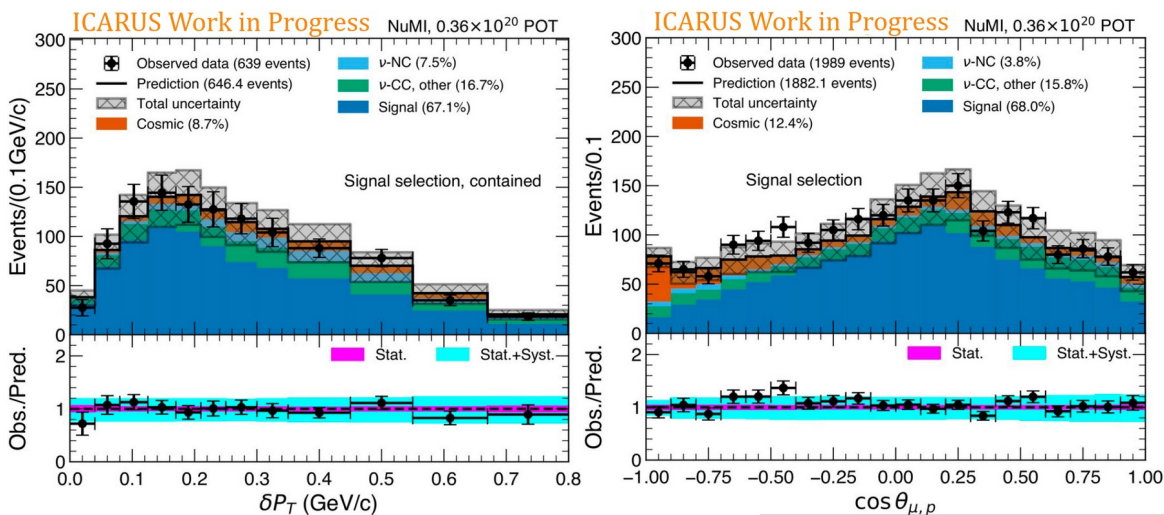 ICARUS Work in Progress NuMI, 0.36×10²⁰ POT
Observed data (639 events)
Prediction (646.4 events)
Total uncertainty
Cosmic (8.7%)
ν-NC (7.5%)
ν-CC, other (16.7%)
Signal (67.1%)
Signal selection, contained
Events/(0.1GeV/c)
300
250
200
150
100
50
0
Stat.
Stat.+Syst.
Obs./Pred.
2
1
0
0.0 0.1 0.2 0.3 0.4 0.5 0.6 0.7 0.8
δP_T (GeV/c)
ICARUS Work in Progress NuMI, 0.36×10²⁰ POT
Observed data (1989 events)
Prediction (1882.1 events)
Total uncertainty
Cosmic (12.4%)
ν-NC (3.8%)
ν-CC, other (15.8%)
Signal (68.0%)
Signal selection
Events/0.1
300
250
200
150
100
50
0
Stat.
Stat.+Syst.
Obs./Pred.
2
1
0
−1.00 −0.75 −0.50 −0.25 0.00 0.25 0.50 0.75 1.00
cos θ_μ,p